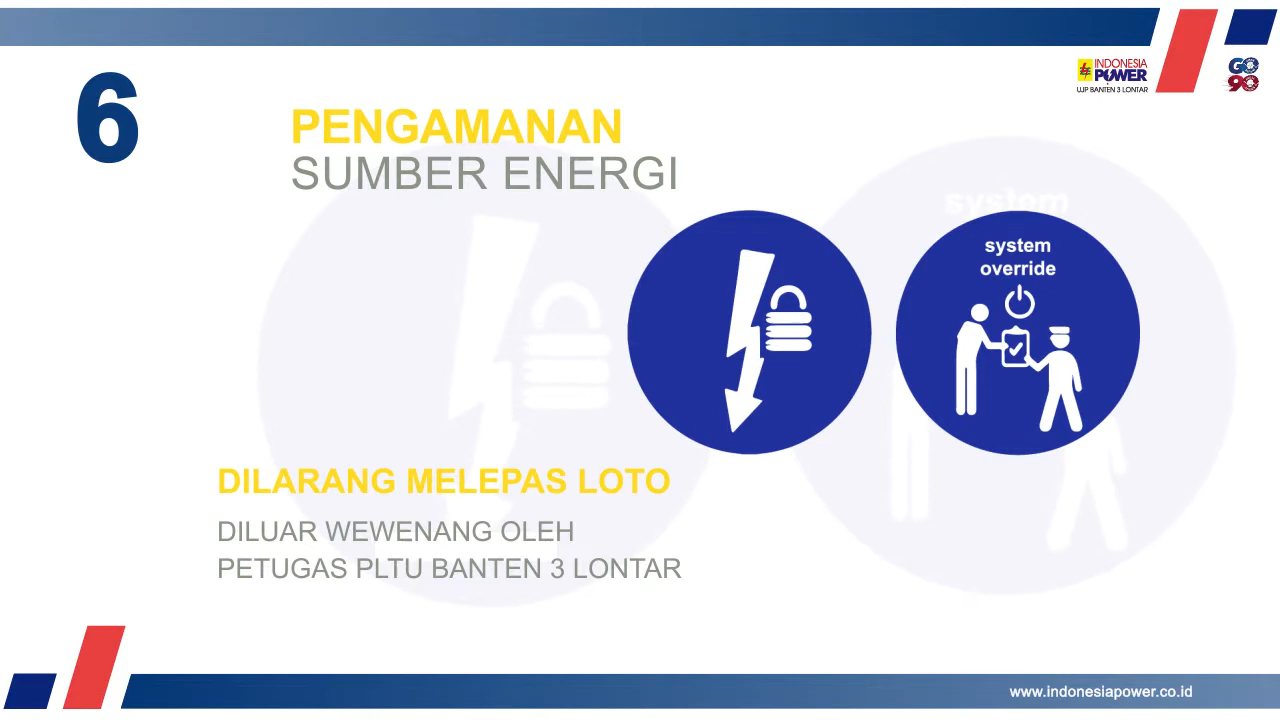 6
INDONESIA
POWER
UJP BANTEN 3 LONTAR
GO
90
PENGAMANAN
SUMBER ENERGI
system
system
override
DILARANG MELEPAS LOTO
DILUAR WEWENANG OLEH
PETUGAS PLTU BANTEN 3 LONTAR
www.indonesiapower.co.id